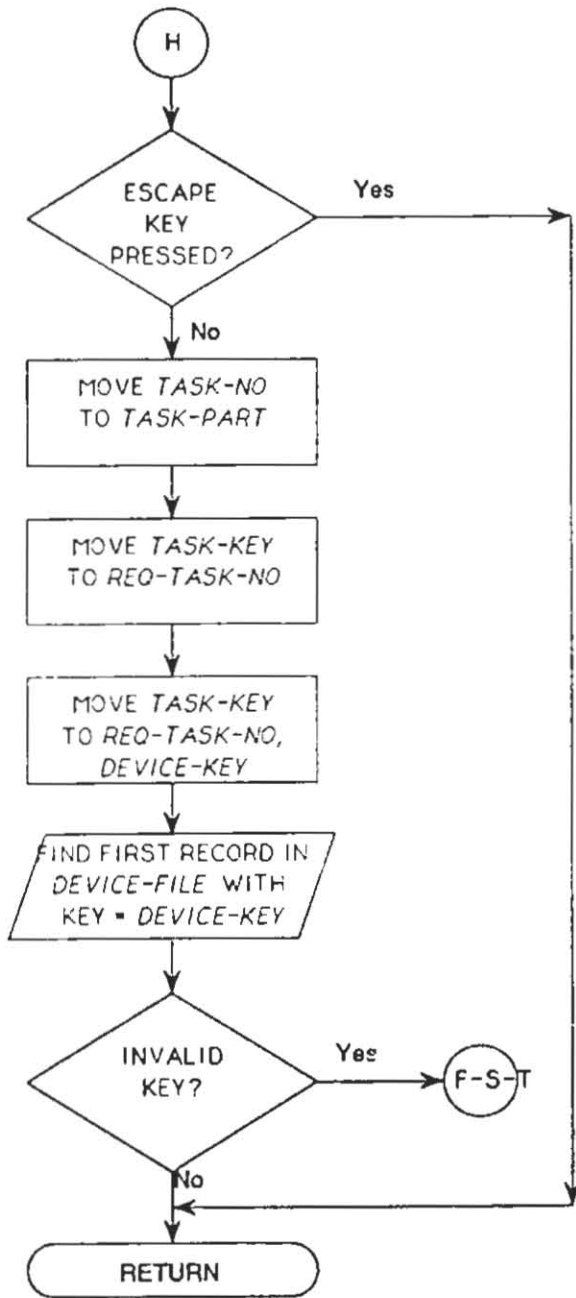 H
ESCAPE
KEY
PRESSED?
Yes
No
MOVE TASK-NO
TO TASK-PART
MOVE TASK-KEY
TO REQ-TASK-NO
MOVE TASK-KEY
TO REQ-TASK-NO,
DEVICE-KEY
FIND FIRST RECORD IN
DEVICE-FILE WITH
KEY = DEVICE-KEY
INVALID
KEY?
Yes
F-S-T
No
RETURN